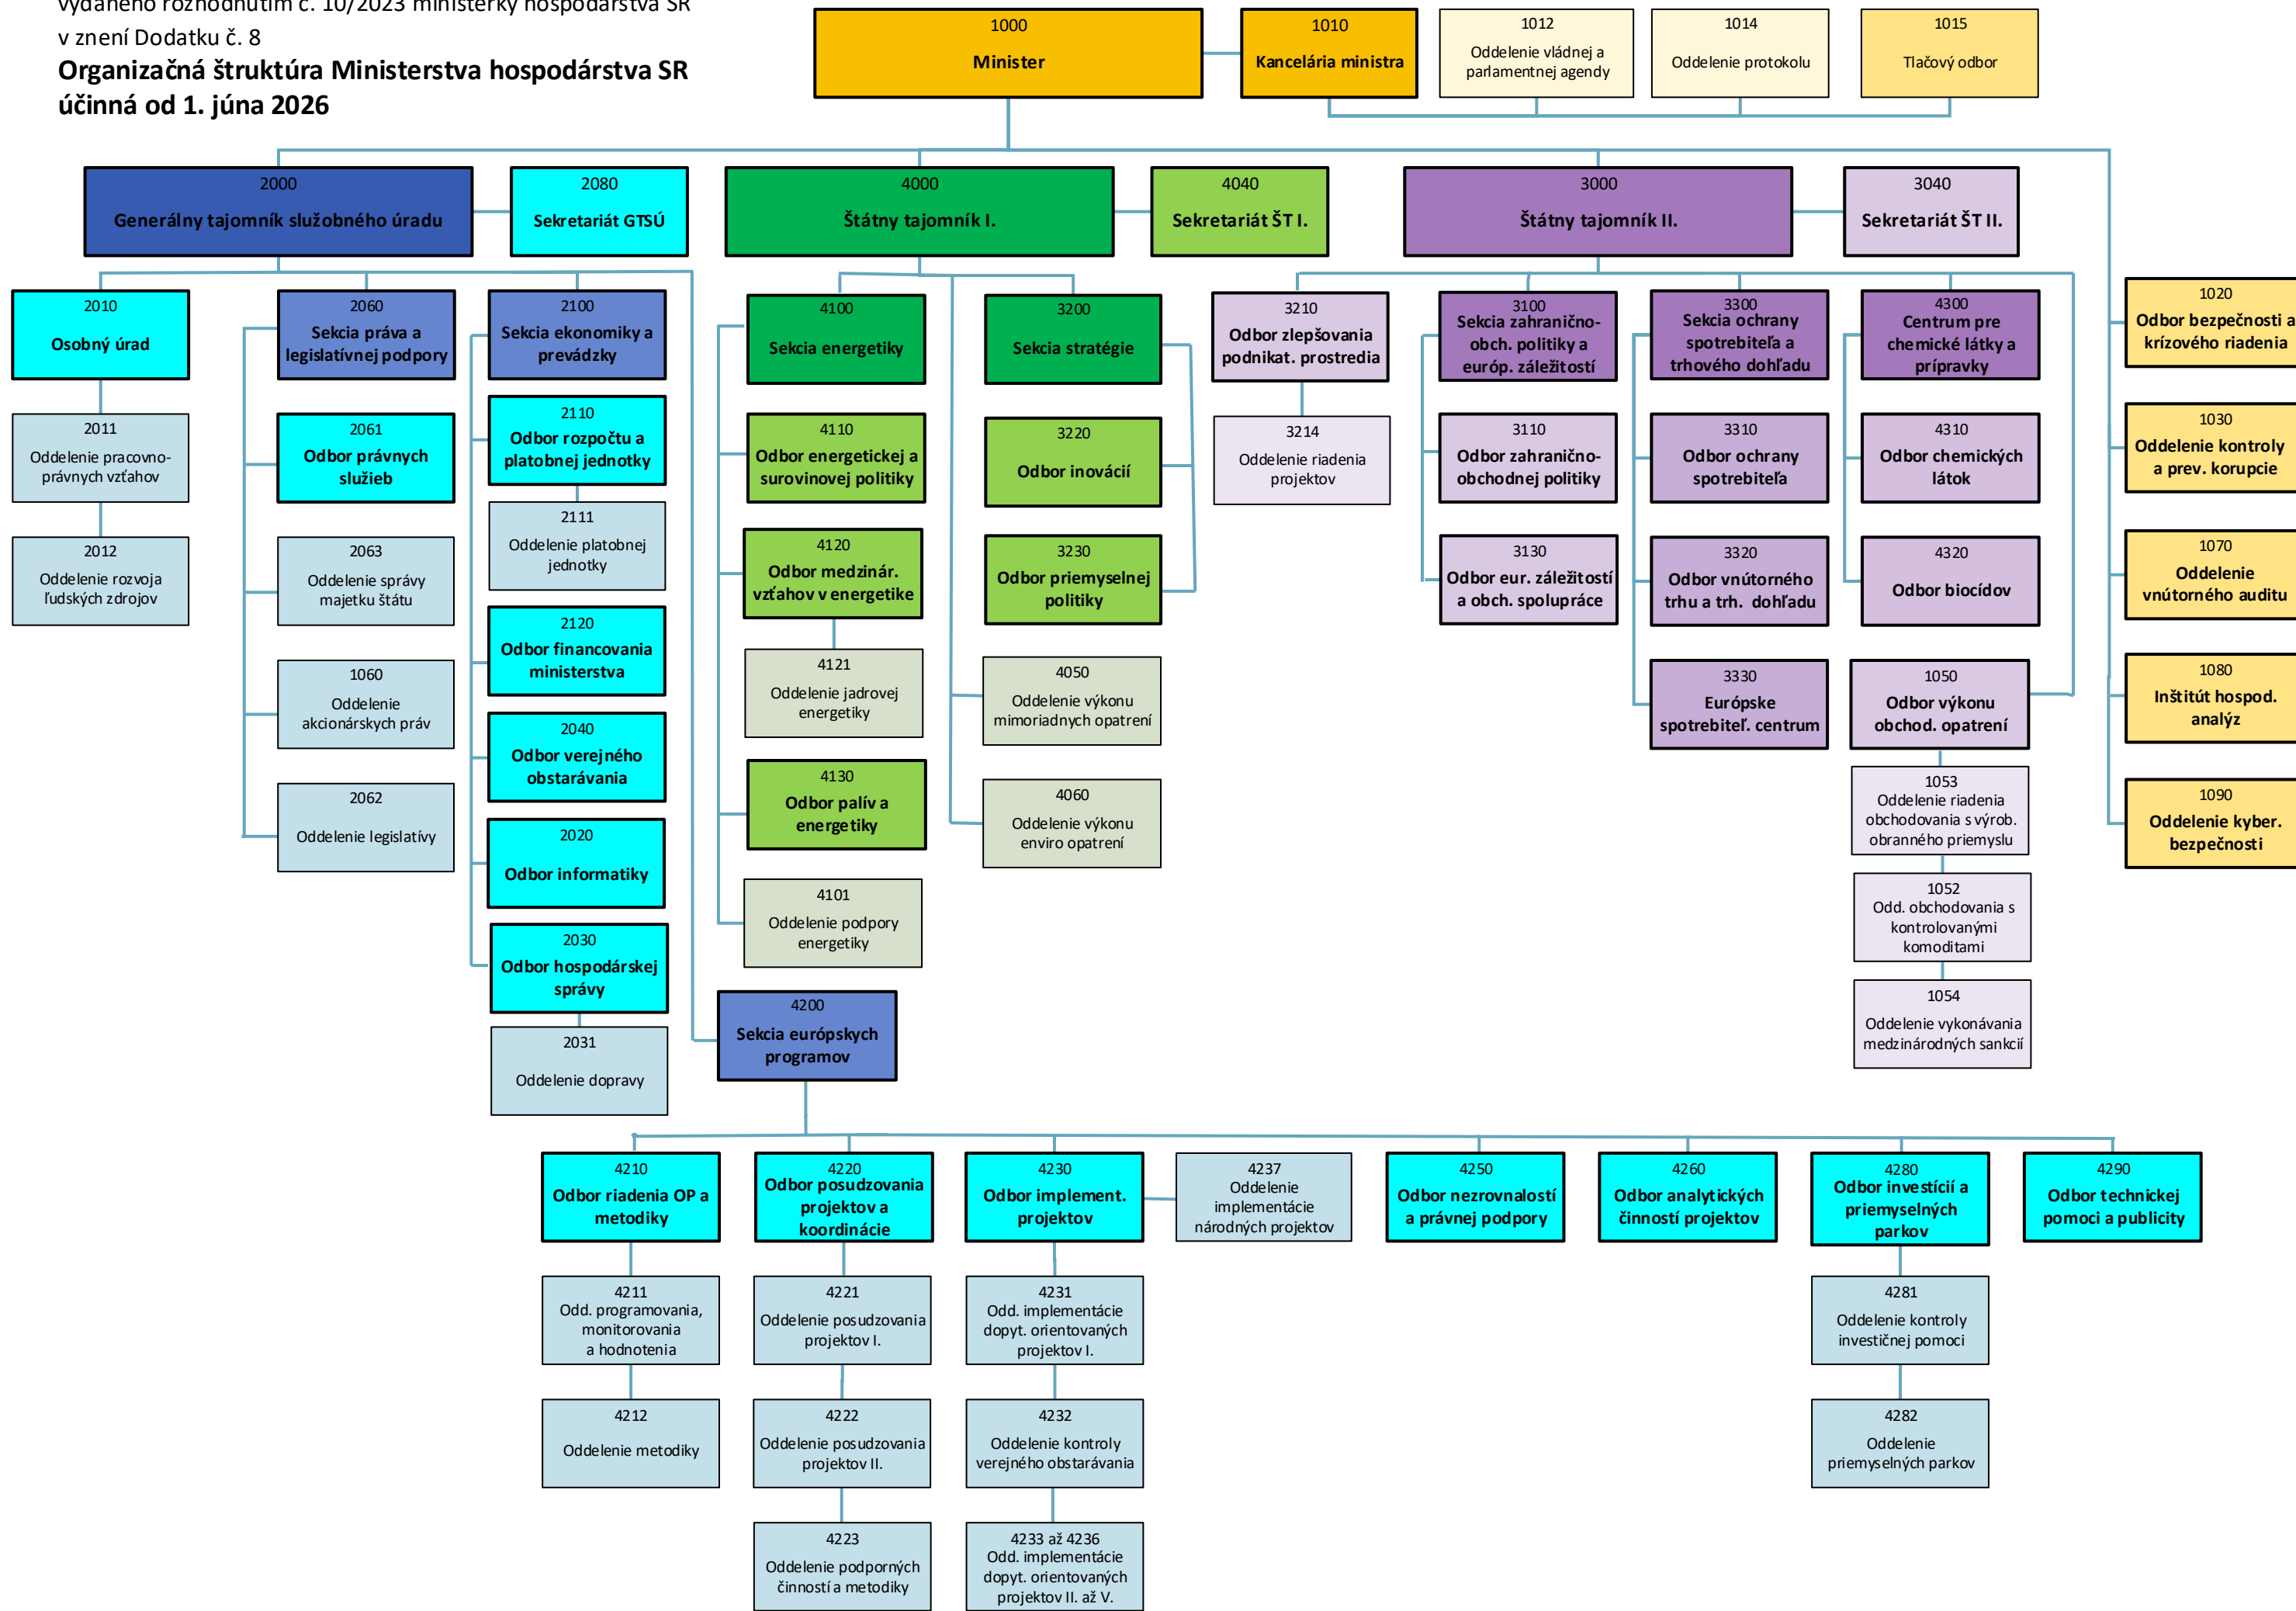 vydaného rozhodnutím č. 10/2023 ministerky hospodárstva SR
v znení Dodatku č. 8
Organizačná štruktúra Ministerstva hospodárstva SR
účinná od 1. júna 2026
1000
Minister
1010
Kancelária ministra
1012
Oddelenie vládnej a
parlamentnej agendy
1014
Oddelenie protokolu
1015
Tlačový odbor
2000
Generálny tajomník služobného úradu
2080
Sekretariát GTSÚ
4000
Štátny tajomník I.
4040
Sekretariát ŠT I.
3000
Štátny tajomník II.
3040
Sekretariát ŠT II.
2010
Osobný úrad
2011
Oddelenie pracovno-
právnych vzťahov
2012
Oddelenie rozvoja
ľudských zdrojov
2060
Sekcia práva a
legislatívnej podpory
2061
Odbor právnych
služieb
2063
Oddelenie správy
majetku štátu
1060
Oddelenie
akcionárskych práv
2062
Oddelenie legislatívy
2100
Sekcia ekonomiky a
prevádzky
2110
Odbor rozpočtu a
platobnej jednotky
2111
Oddelenie platobnej
jednotky
2120
Odbor financovania
ministerstva
2040
Odbor verejného
obstarávania
2020
Odbor informatiky
2030
Odbor hospodárskej
správy
2031
Oddelenie dopravy
4100
Sekcia energetiky
4110
Odbor energetickej a
surovinovej politiky
4120
Odbor medzinár.
vzťahov v energetike
4121
Oddelenie jadrovej
energetiky
4130
Odbor palív a
energetiky
4101
Oddelenie podpory
energetiky
3200
Sekcia stratégie
3220
Odbor inovácií
3230
Odbor priemyselnej
politiky
4050
Oddelenie výkonu
mimoriadnych opatrení
4060
Oddelenie výkonu
enviro opatrení
3210
Odbor zlepšovania
podnikat. prostredia
3214
Oddelenie riadenia
projektov
3100
Sekcia zahranično-
obch. politiky a
európ. záležitostí
3110
Odbor zahranično-
obchodnej politiky
3130
Odbor eur. záležitostí
a obch. spolupráce
3300
Sekcia ochrany
spotrebiteľa a
trhového dohľadu
3310
Odbor ochrany
spotrebiteľa
3320
Odbor vnútorného
trhu a trh. dohľadu
3330
Európske
spotrebiteľ. centrum
4300
Centrum pre
chemické látky a
prípravky
4310
Odbor chemických
látok
4320
Odbor biocídov
1050
Odbor výkonu
obchod. opatrení
1053
Oddelenie riadenia
obchodovania s výrob.
obranného priemyslu
1052
Odd. obchodovania s
kontrolovanými
komoditami
1054
Oddelenie vykonávania
medzinárodných sankcií
1020
Odbor bezpečnosti a
krízového riadenia
1030
Oddelenie kontroly
a prev. korupcie
1070
Oddelenie
vnútorného auditu
1080
Inštitút hospod.
analýz
1090
Oddelenie kyber.
bezpečnosti
4200
Sekcia európskych
programov
4210
Odbor riadenia OP a
metodiky
4211
Odd. programovania,
monitorovania
a hodnotenia
4212
Oddelenie metodiky
4220
Odbor posudzovania
projektov a
koordinácie
4221
Oddelenie posudzovania
projektov I.
4222
Oddelenie posudzovania
projektov II.
4223
Oddelenie podporných
činností a metodiky
4230
Odbor implement.
projektov
4231
Odd. implementácie
dopyt. orientovaných
projektov I.
4232
Oddelenie kontroly
verejného obstarávania
4233 až 4236
Odd. implementácie
dopyt. orientovaných
projektov II. až V.
4237
Oddelenie
implementácie
národných projektov
4250
Odbor nezrovnalostí
a právnej podpory
4260
Odbor analytických
činností projektov
4280
Odbor investícií a
priemyselných
parkov
4281
Oddelenie kontroly
investičnej pomoci
4282
Oddelenie
priemyselných parkov
4290
Odbor technickej
pomoci a publicity